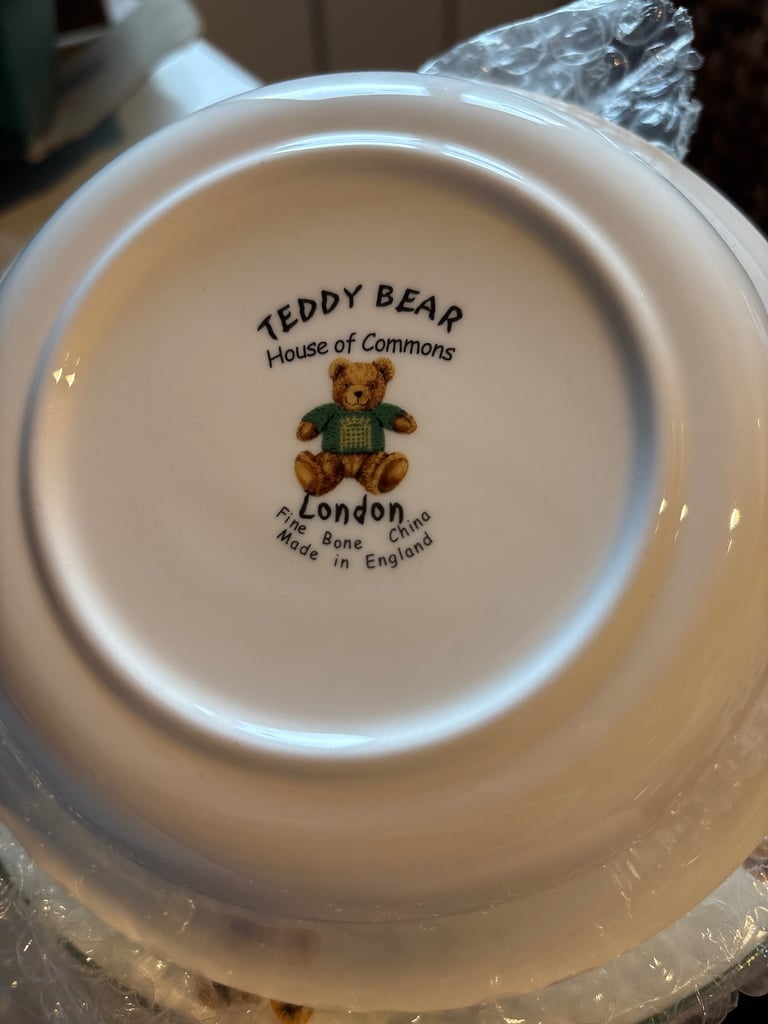 TEDDY BEAR
House of Commons
London
Fine Bone China
Made in England